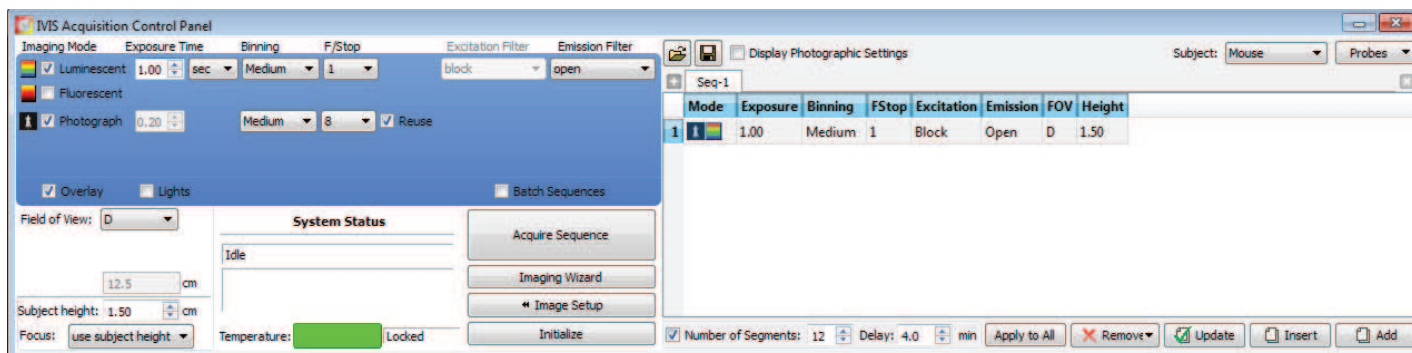 IVIS Acquisition Control Panel
Imaging Mode Exposure Time Binning F/Stop Excitation Filter Emission Filter
Luminescent 1.00 sec Medium 1 block open
Fluorescent
Photograph 0.20 Medium 8 Reuse
Overlay Lights Batch Sequences
Field of View: D
12.5 cm
Subject height: 1.50 cm
Focus: use subject height
System Status
Idle
Temperature: Locked
Acquire Sequence
Imaging Wizard
Image Setup
Initialize
Display Photographic Settings Subject: Mouse Probes
Seq-1
Mode Exposure Binning FStop Excitation Emission FOV Height
1 1.00 Medium 1 Block Open D 1.50
Number of Segments: 12 Delay: 4.0 min Apply to All Remove Update Insert Add